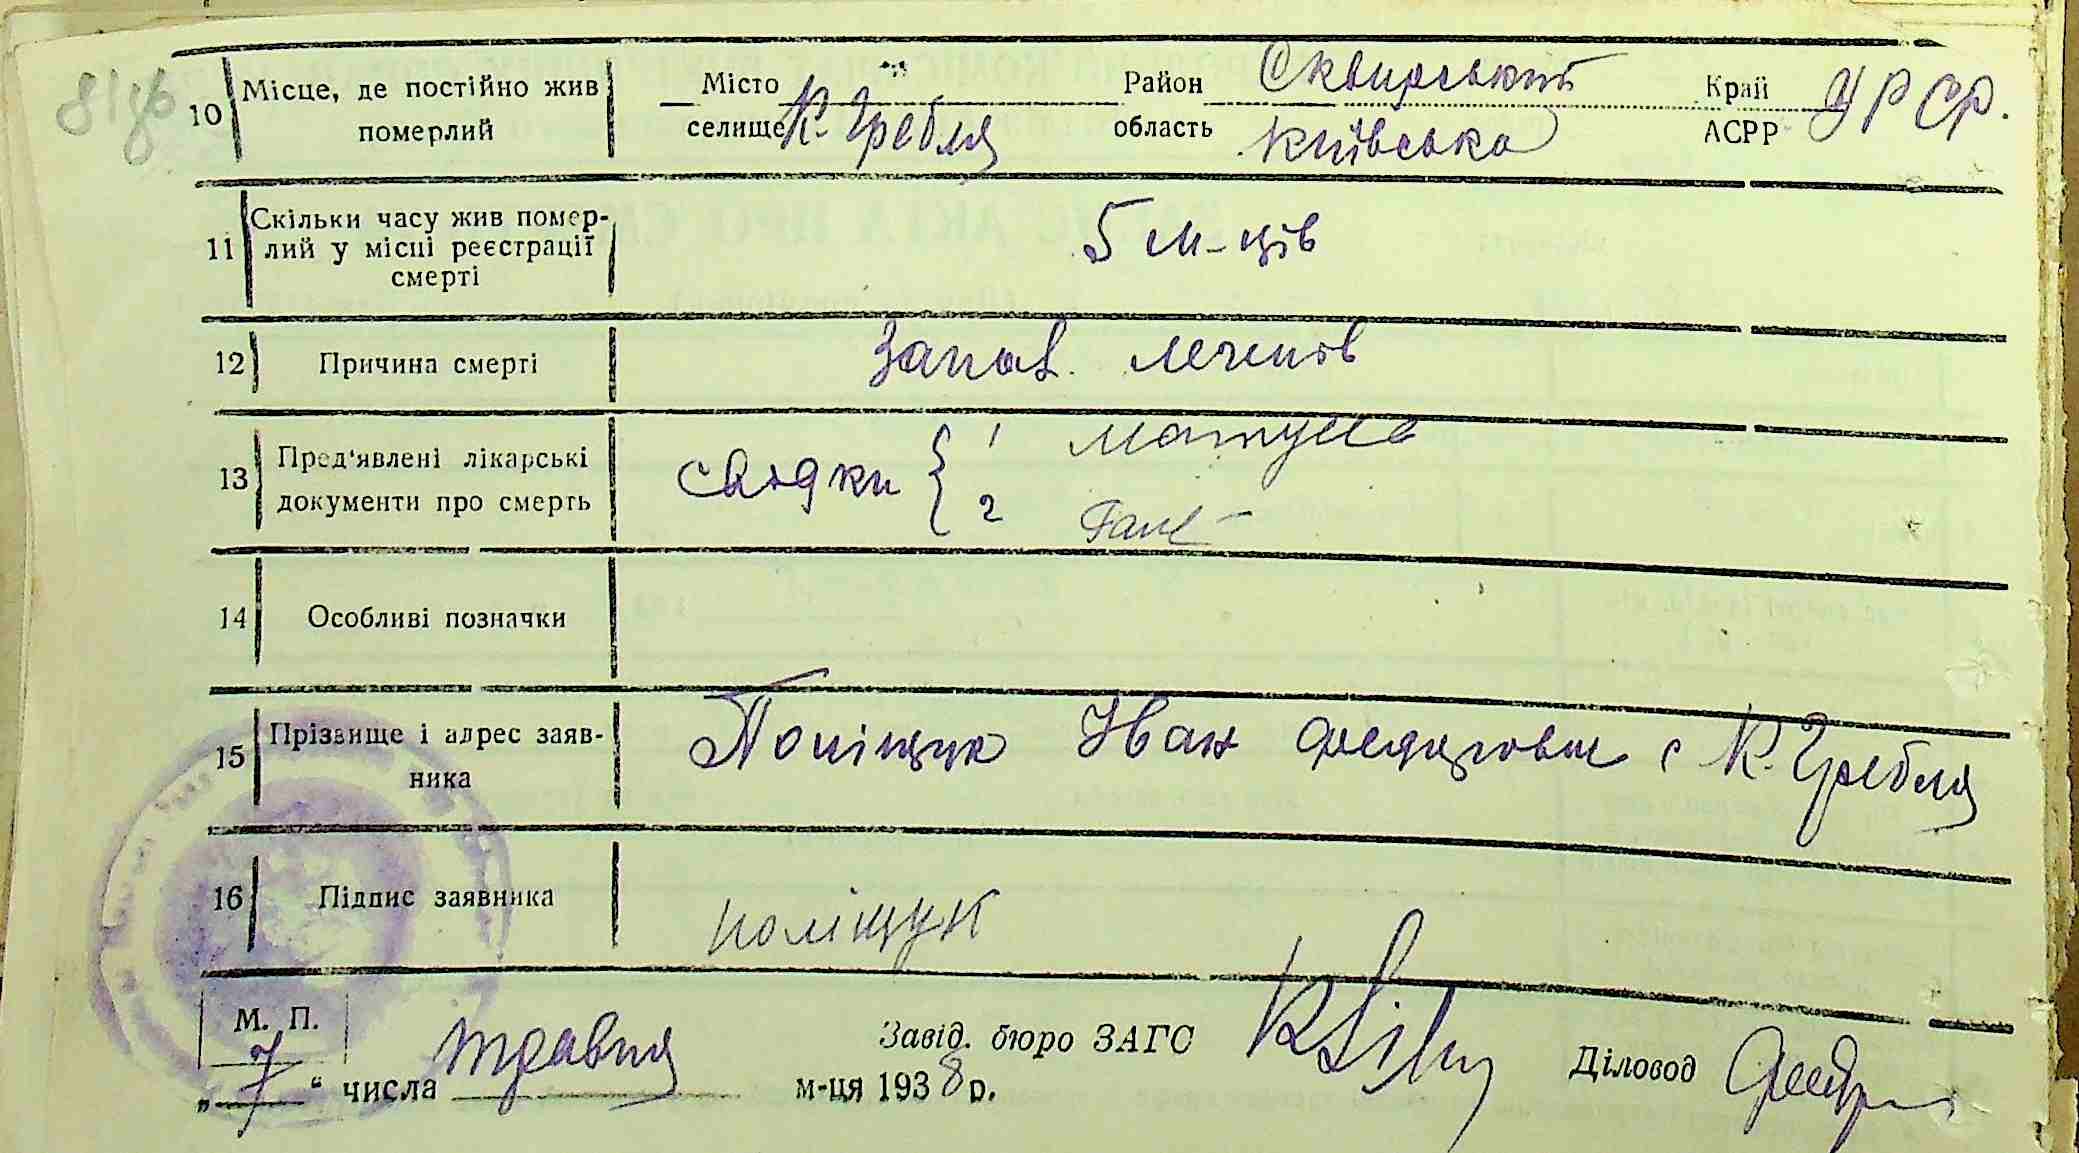 81 зв
10 Місце, де постійно жив померлий
Місто селище К. Гребля Район Сквирський область Київська Край АСРР УРСР.
11 Скільки часу жив помер-
лий у місці реєстрації
смерті
5 м-ців
12 Причина смерті Запал. легенів
13 Пред'явлені лікарські
документи про смерть
свідки { 1
2
14 Особливі позначки
15 Прізвище і адрес заяв-
ника
Поліщук Іван Федорович с К. Гребля
16 Підпис заявника поліщук
М. П.
Завід. бюро ЗАГС Діловод
„ 7 " числа травня м-ця 1938 р.